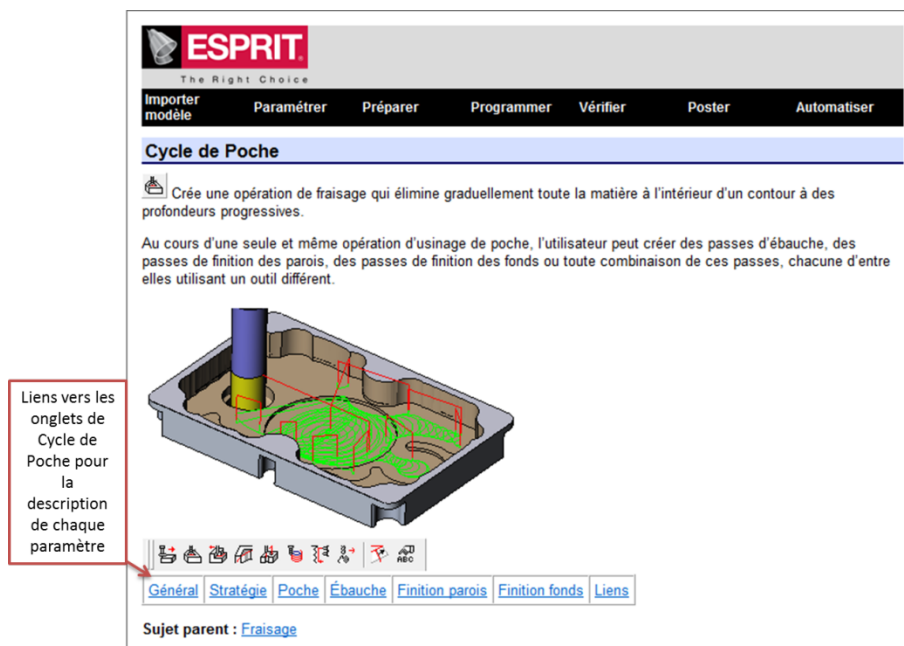 ESPRIT
The Right Choice
Importer modèle Paramétrer Préparer Programmer Vérifier Poster Automatiser
Cycle de Poche
Crée une opération de fraisage qui élimine graduellement toute la matière à l'intérieur d'un contour à des
profondeurs progressives.
Au cours d'une seule et même opération d'usinage de poche, l'utilisateur peut créer des passes d'ébauche, des
passes de finition des parois, des passes de finition des fonds ou toute combinaison de ces passes, chacune d'entre
elles utilisant un outil différent.
Liens vers les
onglets de
Cycle de
Poche pour
la
description
de chaque
paramètre
ABC
Général Stratégie Poche Ébauche Finition parois Finition fonds Liens
Sujet parent : Fraisage